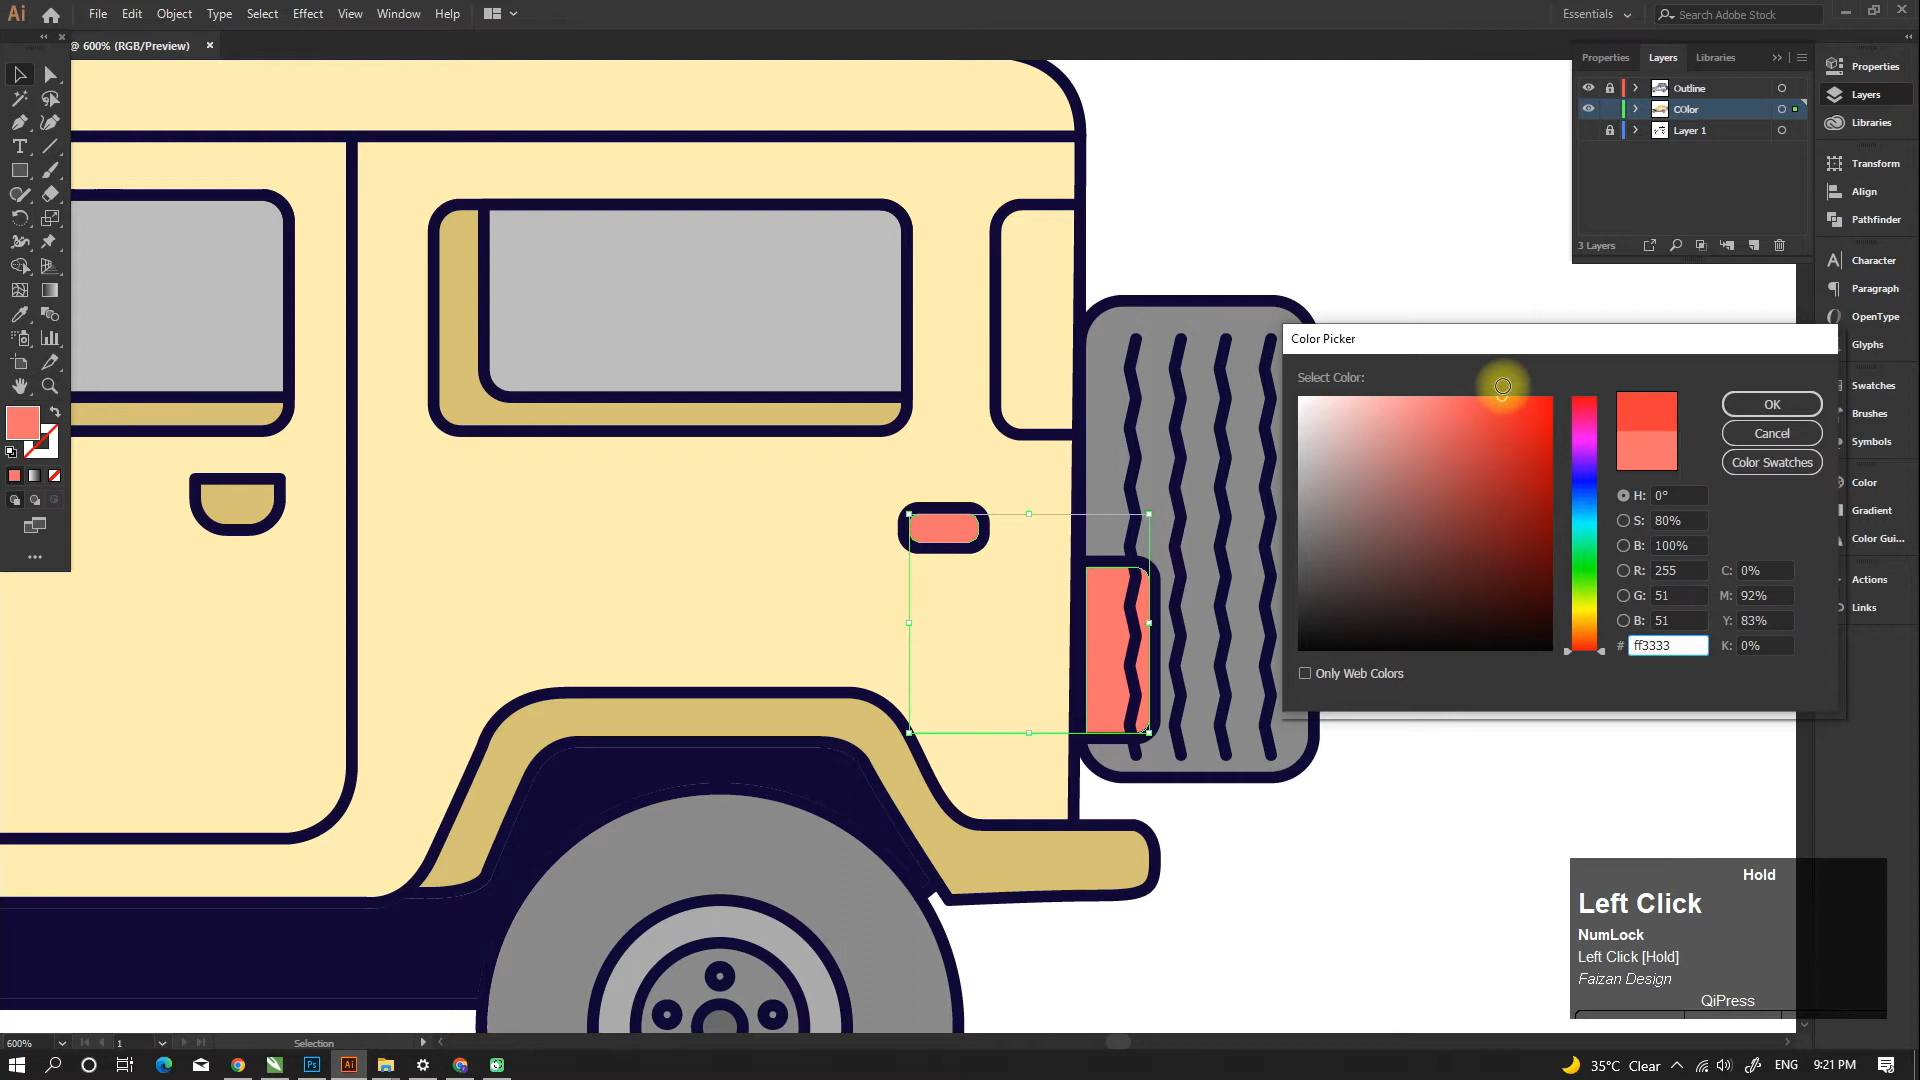 Ai File Edit Object Type Select Effect View Window Help Essentials Search Adobe Stock
@ 600% (RGB/Preview) ×
Properties Layers Libraries
Outline
COlor
Layer 1
3 Layers
Properties
Layers
Libraries
Transform
Align
Pathfinder
Character
Paragraph
OpenType
Glyphs
Swatches
Brushes
Symbols
Color
Gradient
Color Gui...
Actions
Links
Color Picker
Select Color:
OK
Cancel
Color Swatches
H: 0°
S: 80%
B: 100%
R: 255 C: 0%
G: 51 M: 92%
B: 51 Y: 83%
# ff3333 K: 0%
Only Web Colors
Hold
Left Click
NumLock
Left Click [Hold]
Faizan Design
QiPress
600% 1 Selection
Ps Ai 35°C Clear ENG 9:21 PM